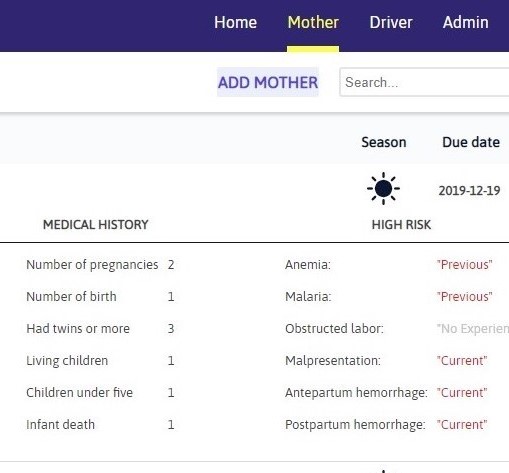 Home Mother Driver Admin
ADD MOTHER Search...
Season Due date
2019-12-19
MEDICAL HISTORY HIGH RISK
Number of pregnancies 2 Anemia: "Previous"
Number of birth 1 Malaria: "Previous"
Had twins or more 3 Obstructed labor: "No Experien
Living children 1 Malpresentation: "Current"
Children under five 1 Antepartum hemorrhage: "Current"
Infant death 1 Postpartum hemorrhage: "Current"